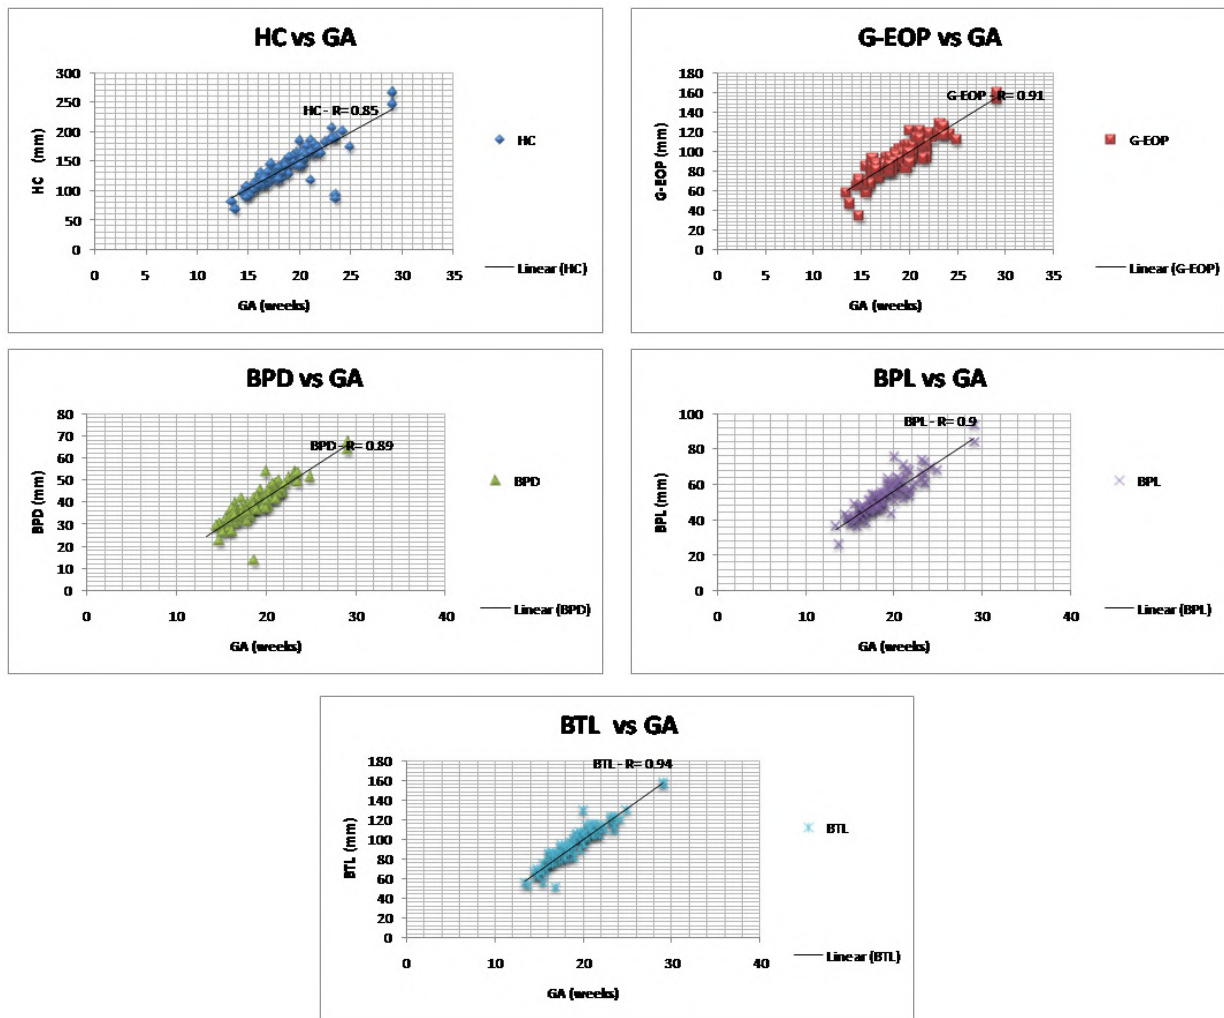 HC vs GA
300
250
200
150
100
50
0
HC (mm)
HC - R= 0.85
HC
Linear (HC)
0 5 10 15 20 25 30 35
GA (weeks)
G-EOP vs GA
180
160
140
120
100
80
60
40
20
0
G-EOP (mm)
G-EOP - R= 0.91
G-EOP
Linear (G-EOP)
0 5 10 15 20 25 30 35
GA (weeks)
BPD vs GA
80
70
60
50
40
30
20
10
0
BPD (mm)
BPD - R= 0.89
BPD
Linear (BPD)
0 10 20 30 40
GA (weeks)
BPL vs GA
100
80
60
40
20
0
BPL (mm)
BPL - R= 0.9
BPL
Linear (BPL)
0 10 20 30 40
GA (weeks)
BTL vs GA
180
160
140
120
100
80
60
40
20
0
BTL (mm)
BTL - R= 0.94
BTL
Linear (BTL)
0 10 20 30 40
GA (weeks)